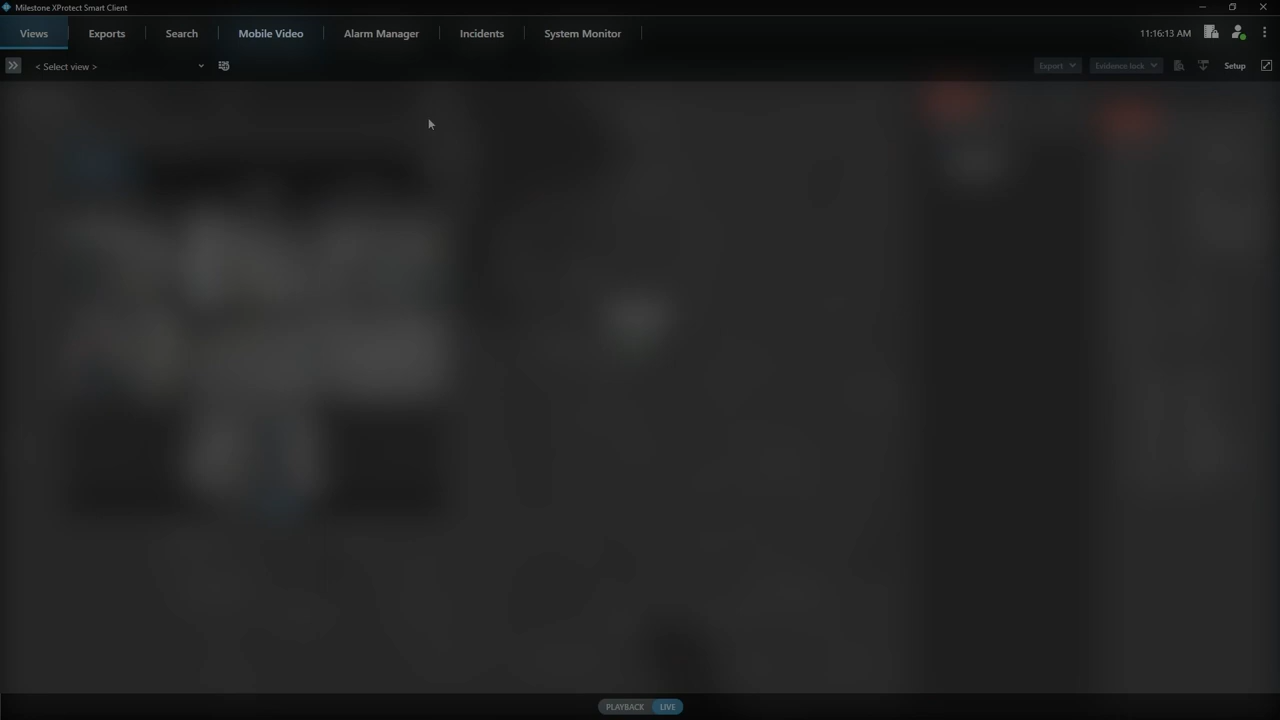 Milestone XProtect Smart Client
Views
Exports
Search
Mobile Video
Alarm Manager
Incidents
System Monitor
11:16:13 AM
< Select view >
Export
Evidence lock
Setup
PLAYBACK
LIVE